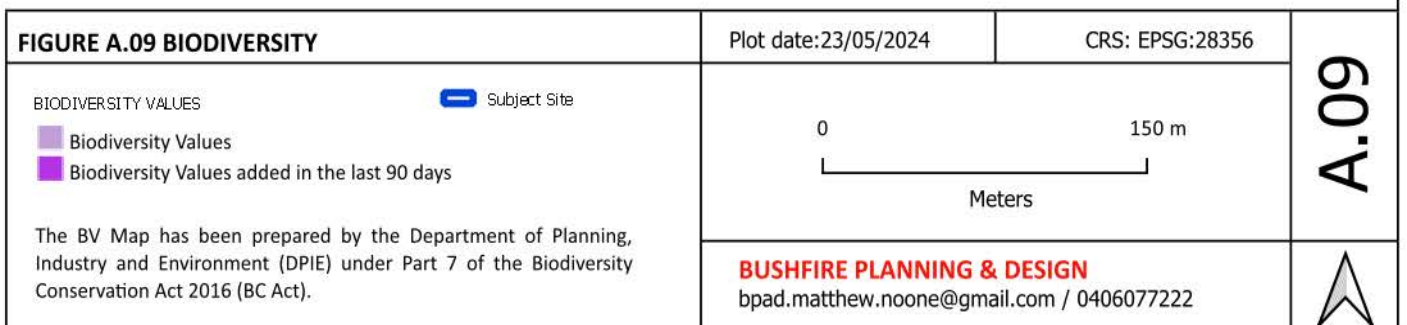 FIGURE A.09 BIODIVERSITY
Plot date:23/05/2024
CRS: EPSG:28356
A.09
BIODIVERSITY VALUES
Subject Site
Biodiversity Values
Biodiversity Values added in the last 90 days
The BV Map has been prepared by the Department of Planning,
Industry and Environment (DPIE) under Part 7 of the Biodiversity
Conservation Act 2016 (BC Act).
0
150 m
Meters
BUSHFIRE PLANNING & DESIGN
bpad.matthew.noone@gmail.com / 0406077222